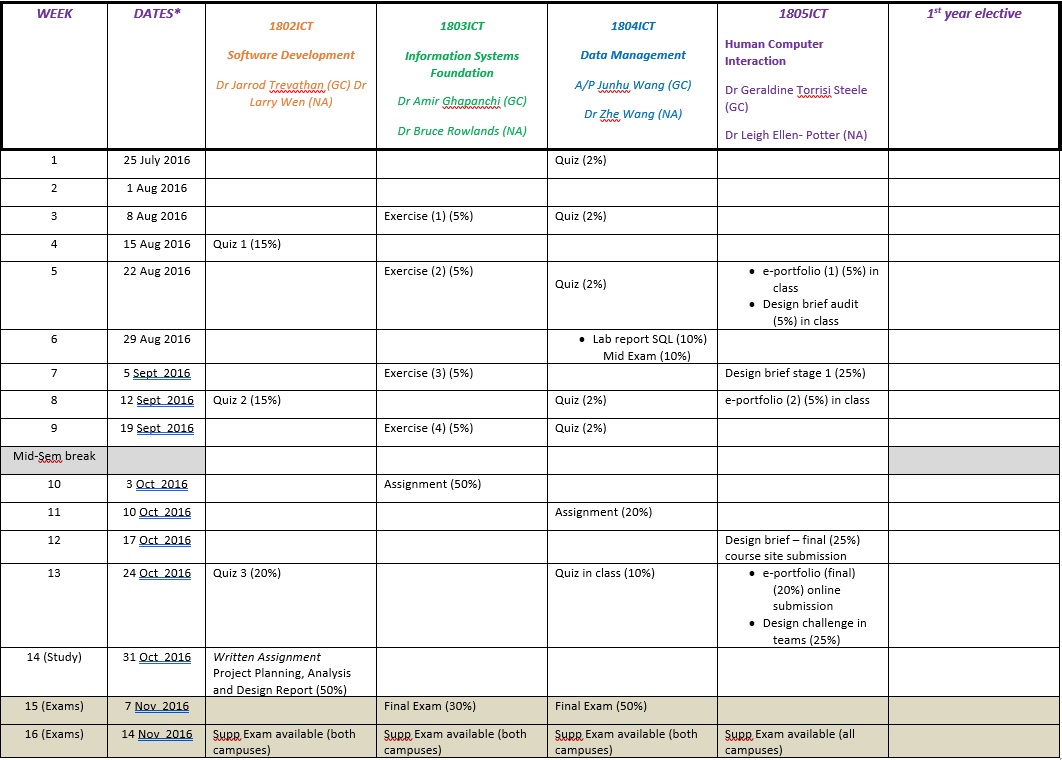 WEEK
DATES*
1802ICT
Software Development
Dr Jarrod Trevathan (GC) Dr
Larry Wen (NA)
1803ICT
Information Systems
Foundation
Dr Amir Ghapanchi (GC)
Dr Bruce Rowlands (NA)
1804ICT
Data Management
A/P Junhu Wang (GC)
Dr Zhe Wang (NA)
1805ICT
Human Computer
Interaction
Dr Geraldine Torrisi Steele
(GC)
Dr Leigh Ellen- Potter (NA)
1st year elective
1
25 July 2016
Quiz (2%)
2
1 Aug 2016
3
8 Aug 2016
Exercise (1) (5%)
Quiz (2%)
4
15 Aug 2016
Quiz 1 (15%)
5
22 Aug 2016
Exercise (2) (5%)
Quiz (2%)
• e-portfolio (1) (5%) in
class
• Design brief audit
(5%) in class
6
29 Aug 2016
• Lab report SQL (10%)
Mid Exam (10%)
7
5 Sept 2016
Exercise (3) (5%)
Design brief stage 1 (25%)
8
12 Sept 2016
Quiz 2 (15%)
Quiz (2%)
e-portfolio (2) (5%) in class
9
19 Sept 2016
Exercise (4) (5%)
Quiz (2%)
Mid-Sem break
10
3 Oct 2016
Assignment (50%)
11
10 Oct 2016
Assignment (20%)
12
17 Oct 2016
Design brief – final (25%)
course site submission
13
24 Oct 2016
Quiz 3 (20%)
Quiz in class (10%)
• e-portfolio (final)
(20%) online
submission
• Design challenge in
teams (25%)
14 (Study)
31 Oct 2016
Written Assignment
Project Planning, Analysis
and Design Report (50%)
15 (Exams)
7 Nov 2016
Final Exam (30%)
Final Exam (50%)
16 (Exams)
14 Nov 2016
Supp Exam available (both
campuses)
Supp Exam available (both
campuses)
Supp Exam available (both
campuses)
Supp Exam available (all
campuses)